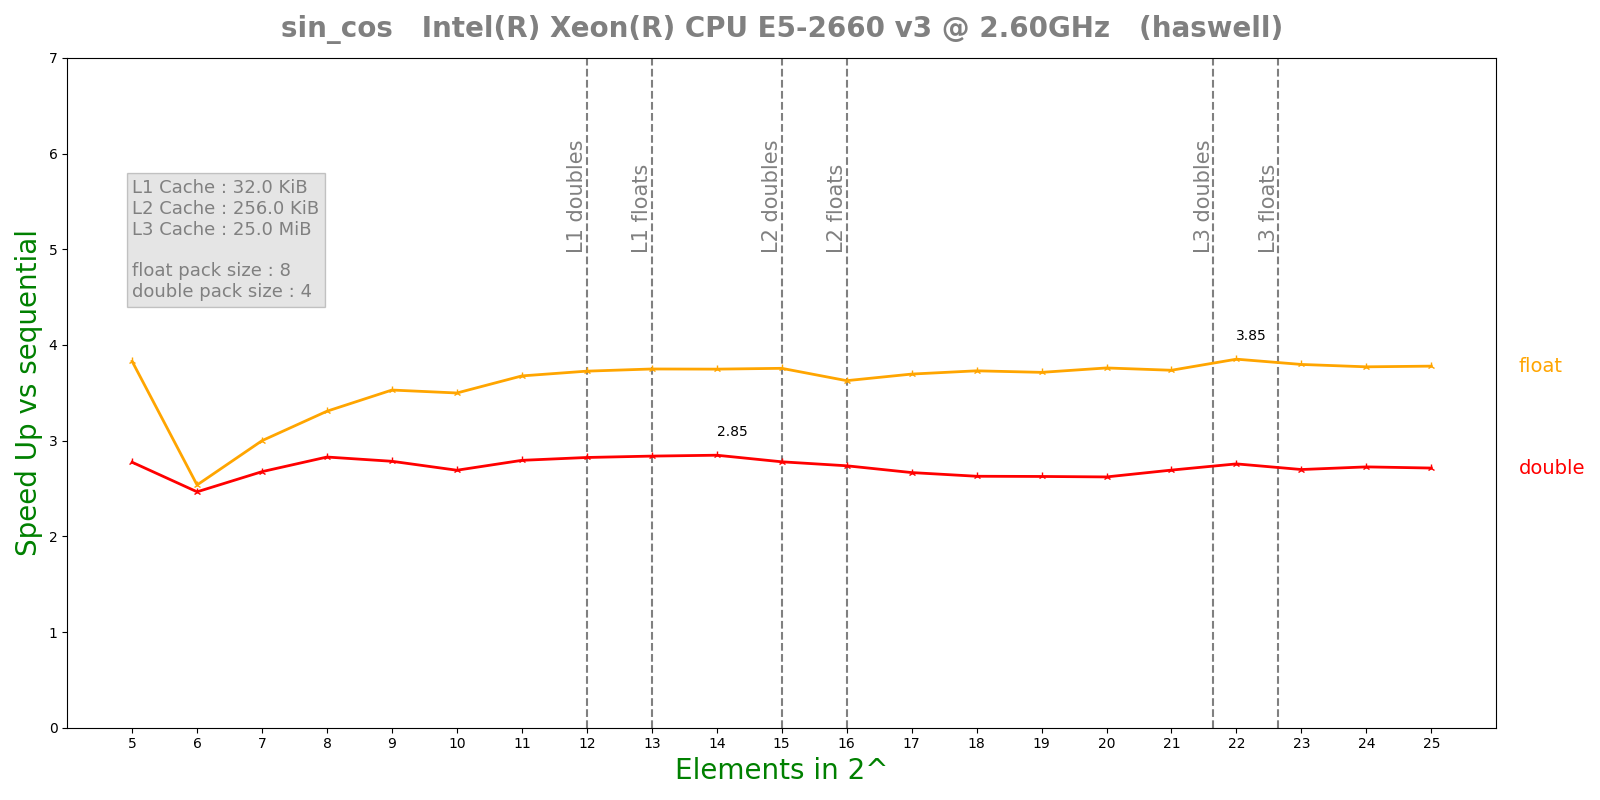 sin_cos   Intel(R) Xeon(R) CPU E5-2660 v3 @ 2.60GHz   (haswell)
7
6
5
4
3
2
1
0
Speed Up vs sequential
L1 Cache : 32.0 KiB
L2 Cache : 256.0 KiB
L3 Cache : 25.0 MiB
float pack size : 8
double pack size : 4
L1 doubles
L1 floats
L2 doubles
L2 floats
L3 doubles
L3 floats
3.85
2.85
float
double
5 6 7 8 9 10 11 12 13 14 15 16 17 18 19 20 21 22 23 24 25
Elements in 2^